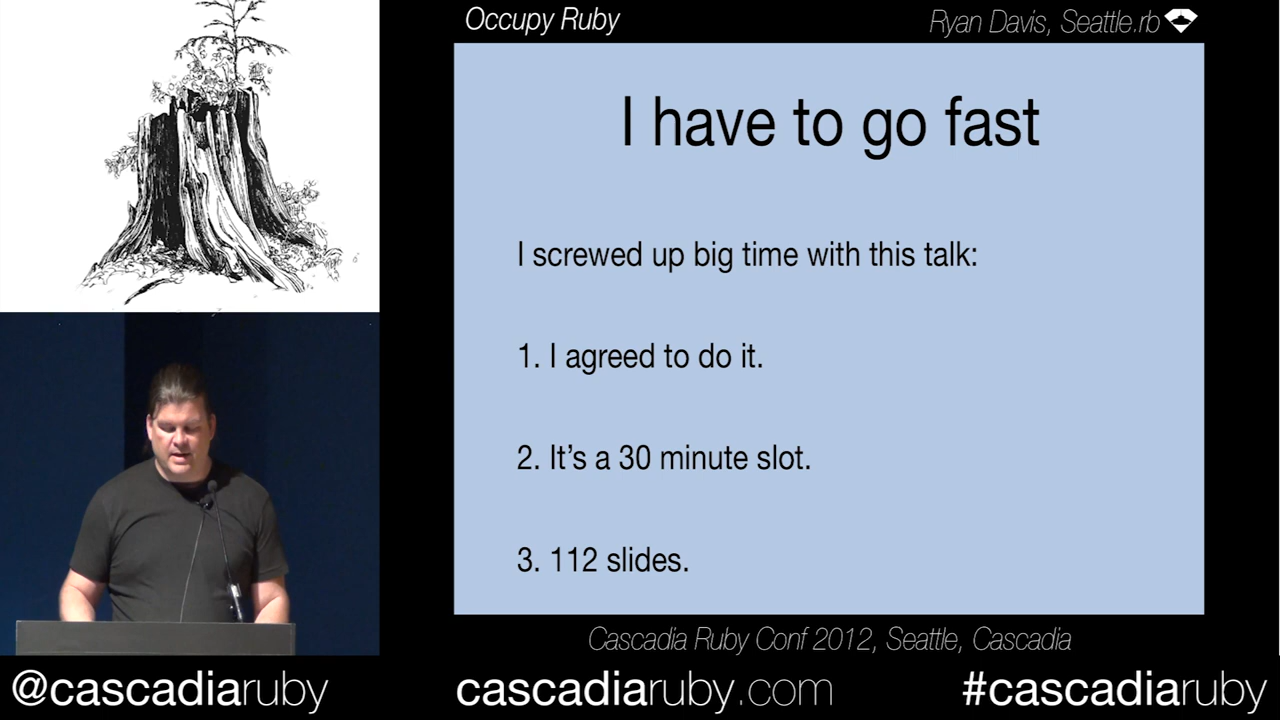 Occupy Ruby
Ryan Davis, Seattle.rb
I have to go fast
I screwed up big time with this talk:
1. I agreed to do it.
2. It's a 30 minute slot.
3. 112 slides.
Cascadia Ruby Conf 2012, Seattle, Cascadia
@cascadiaruby
cascadiaruby.com
#cascadiaruby